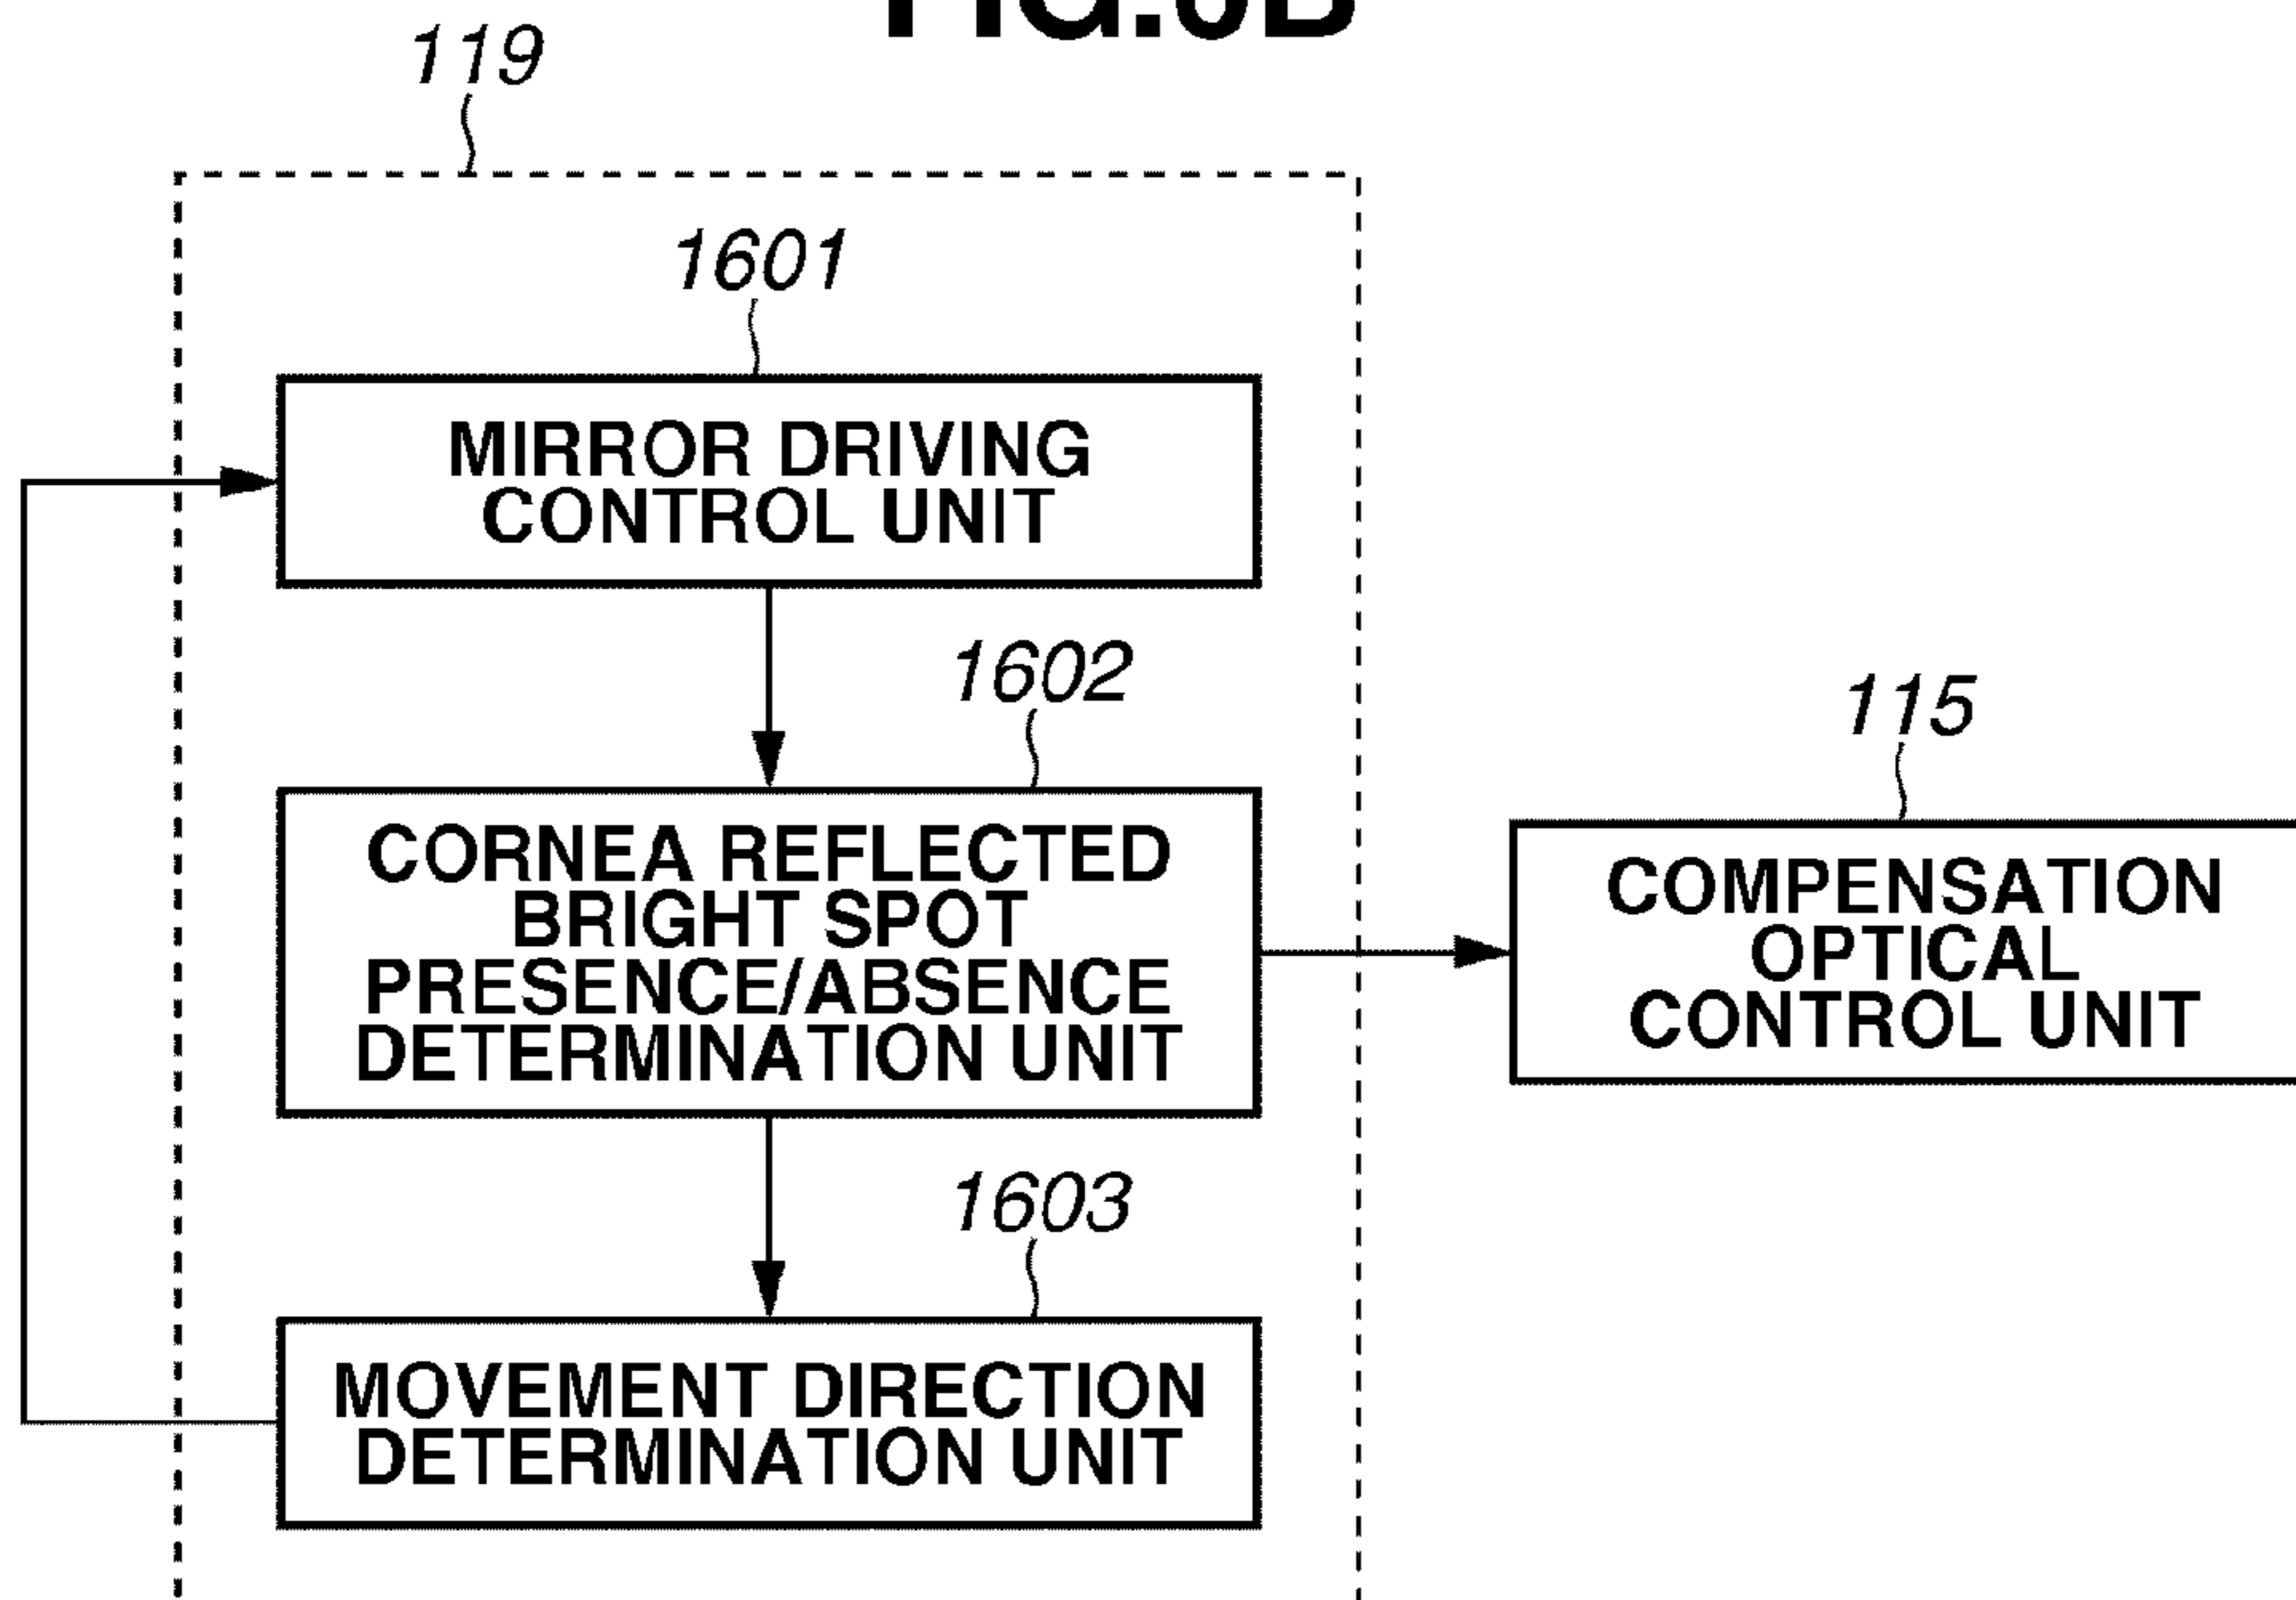 119
1601
MIRROR DRIVING
CONTROL UNIT
1602
CORNEA REFLECTED
BRIGHT SPOT
PRESENCE/ABSENCE
DETERMINATION UNIT
115
COMPENSATION
OPTICAL
CONTROL UNIT
1603
MOVEMENT DIRECTION
DETERMINATION UNIT